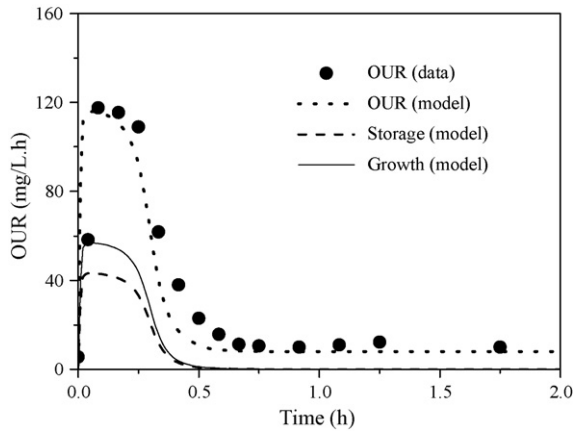 160
120
80
40
0
OUR (mg/L.h)
OUR (data)
OUR (model)
Storage (model)
Growth (model)
0.0 0.5 1.0 1.5 2.0
Time (h)